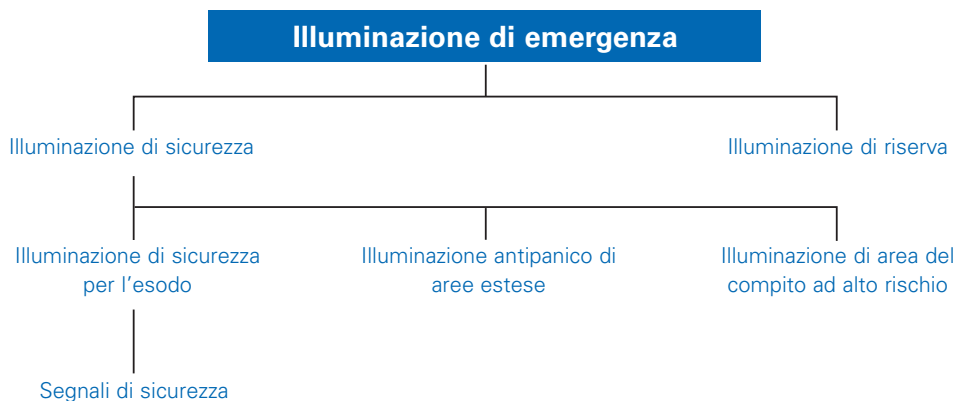 Illuminazione di emergenza
Illuminazione di sicurezza
Illuminazione di riserva
Illuminazione di sicurezza
per l'esodo
Illuminazione antipanico di
aree estese
Illuminazione di area del
compito ad alto rischio
Segnali di sicurezza